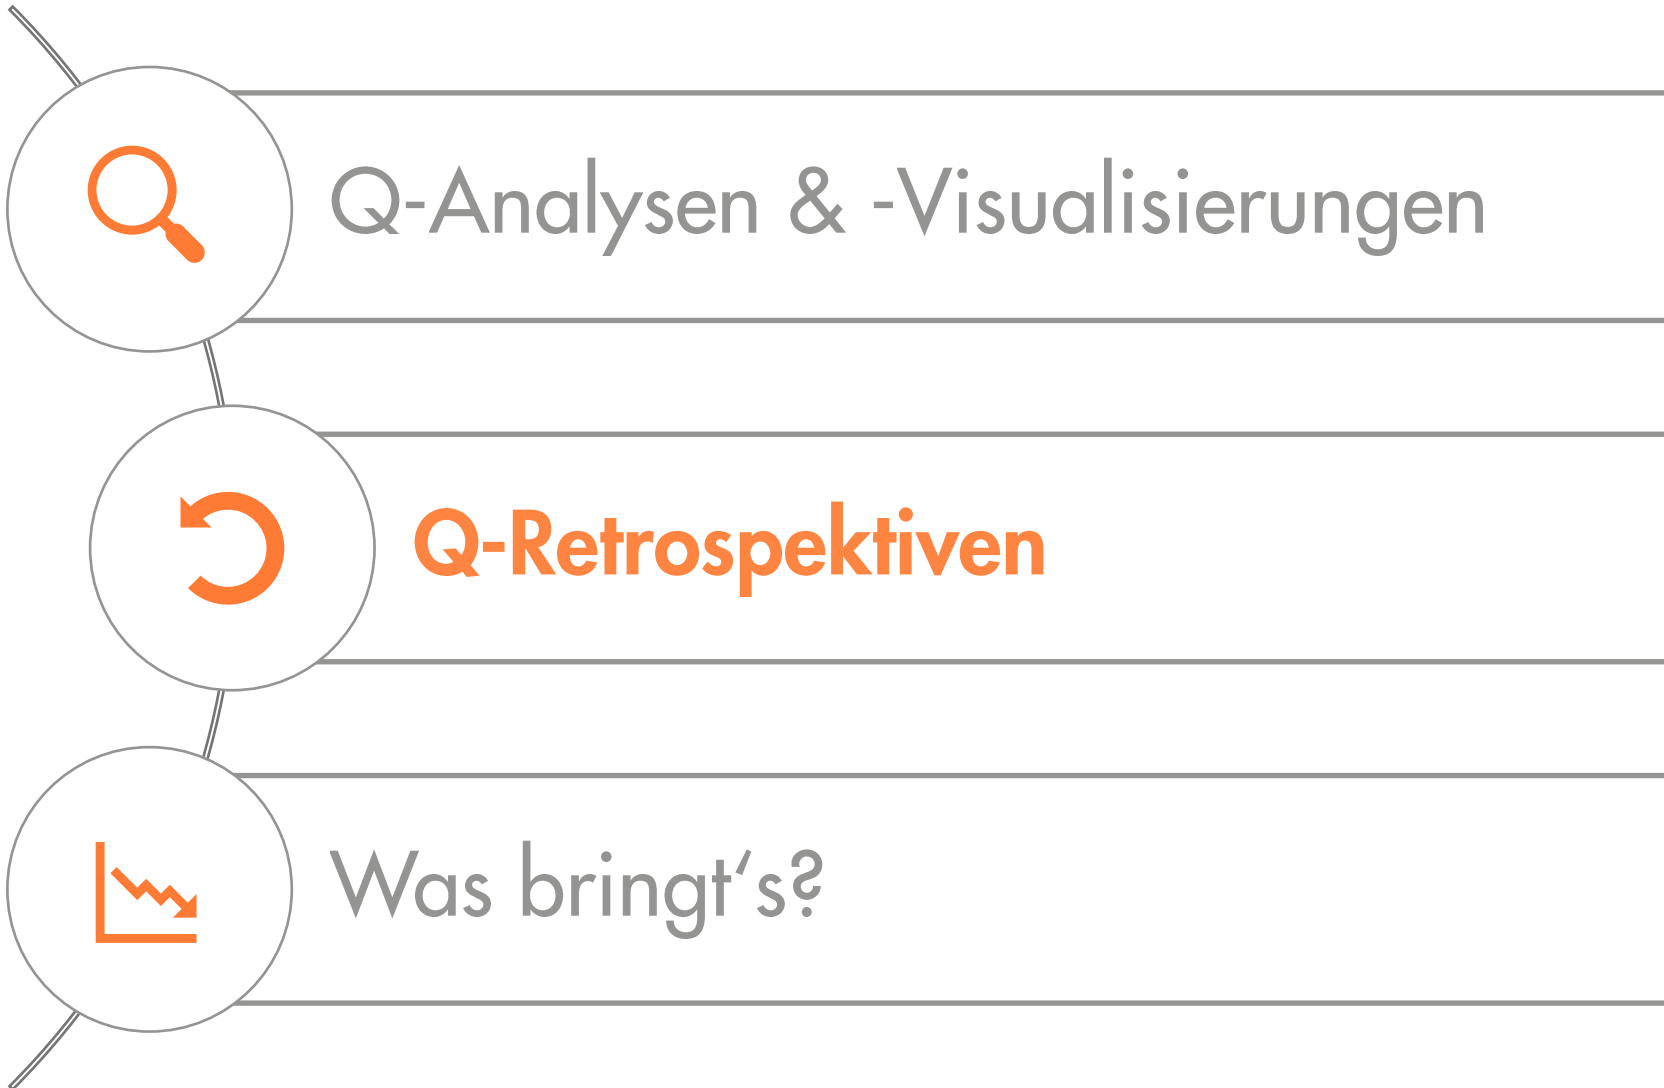 Q-Analysen & -Visualisierungen
Q-Retrospektiven
Was bringt‘s?